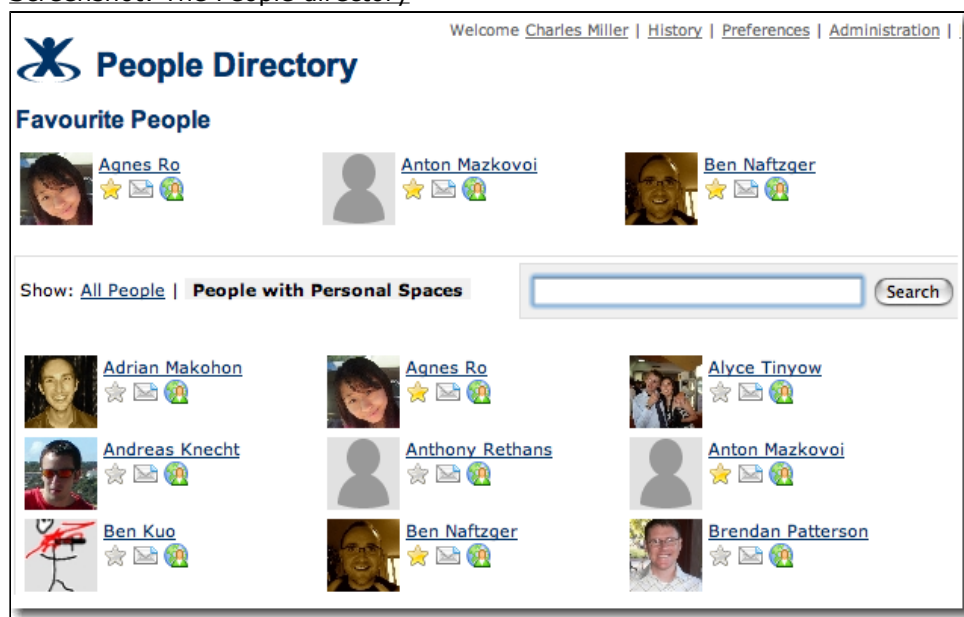 Screenshot: The People directory
Welcome Charles Miller | History | Preferences | Administration |
People Directory
Favourite People
Agnes Ro
Anton Mazkovoi
Ben Naftzger
Show: All People | People with Personal Spaces
Search
Adrian Makohon
Agnes Ro
Alyce Tinyow
Andreas Knecht
Anthony Rethans
Anton Mazkovoi
Ben Kuo
Ben Naftzger
Brendan Patterson